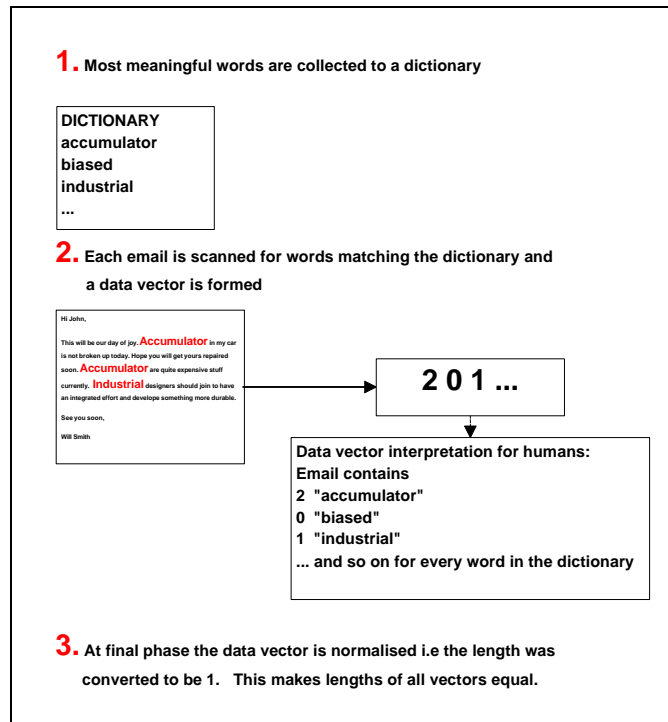 1. Most meaningful words are collected to a dictionary
DICTIONARY
accumulator
biased
industrial
...
2. Each email is scanned for words matching the dictionary and
a data vector is formed
Hi John,
This will be our day of joy. Accumulator in my car
is not broken up today. Hope you will get yours repaired
soon. Accumulator are quite expensive stuff
currently. Industrial designers should join to have
an integrated effort and develope something more durable.
See you soon,
Will Smith
2 0 1 ...
Data vector interpretation for humans:
Email contains
2 "accumulator"
0 "biased"
1 "industrial"
... and so on for every word in the dictionary
3. At final phase the data vector is normalised i.e the length was
converted to be 1. This makes lengths of all vectors equal.